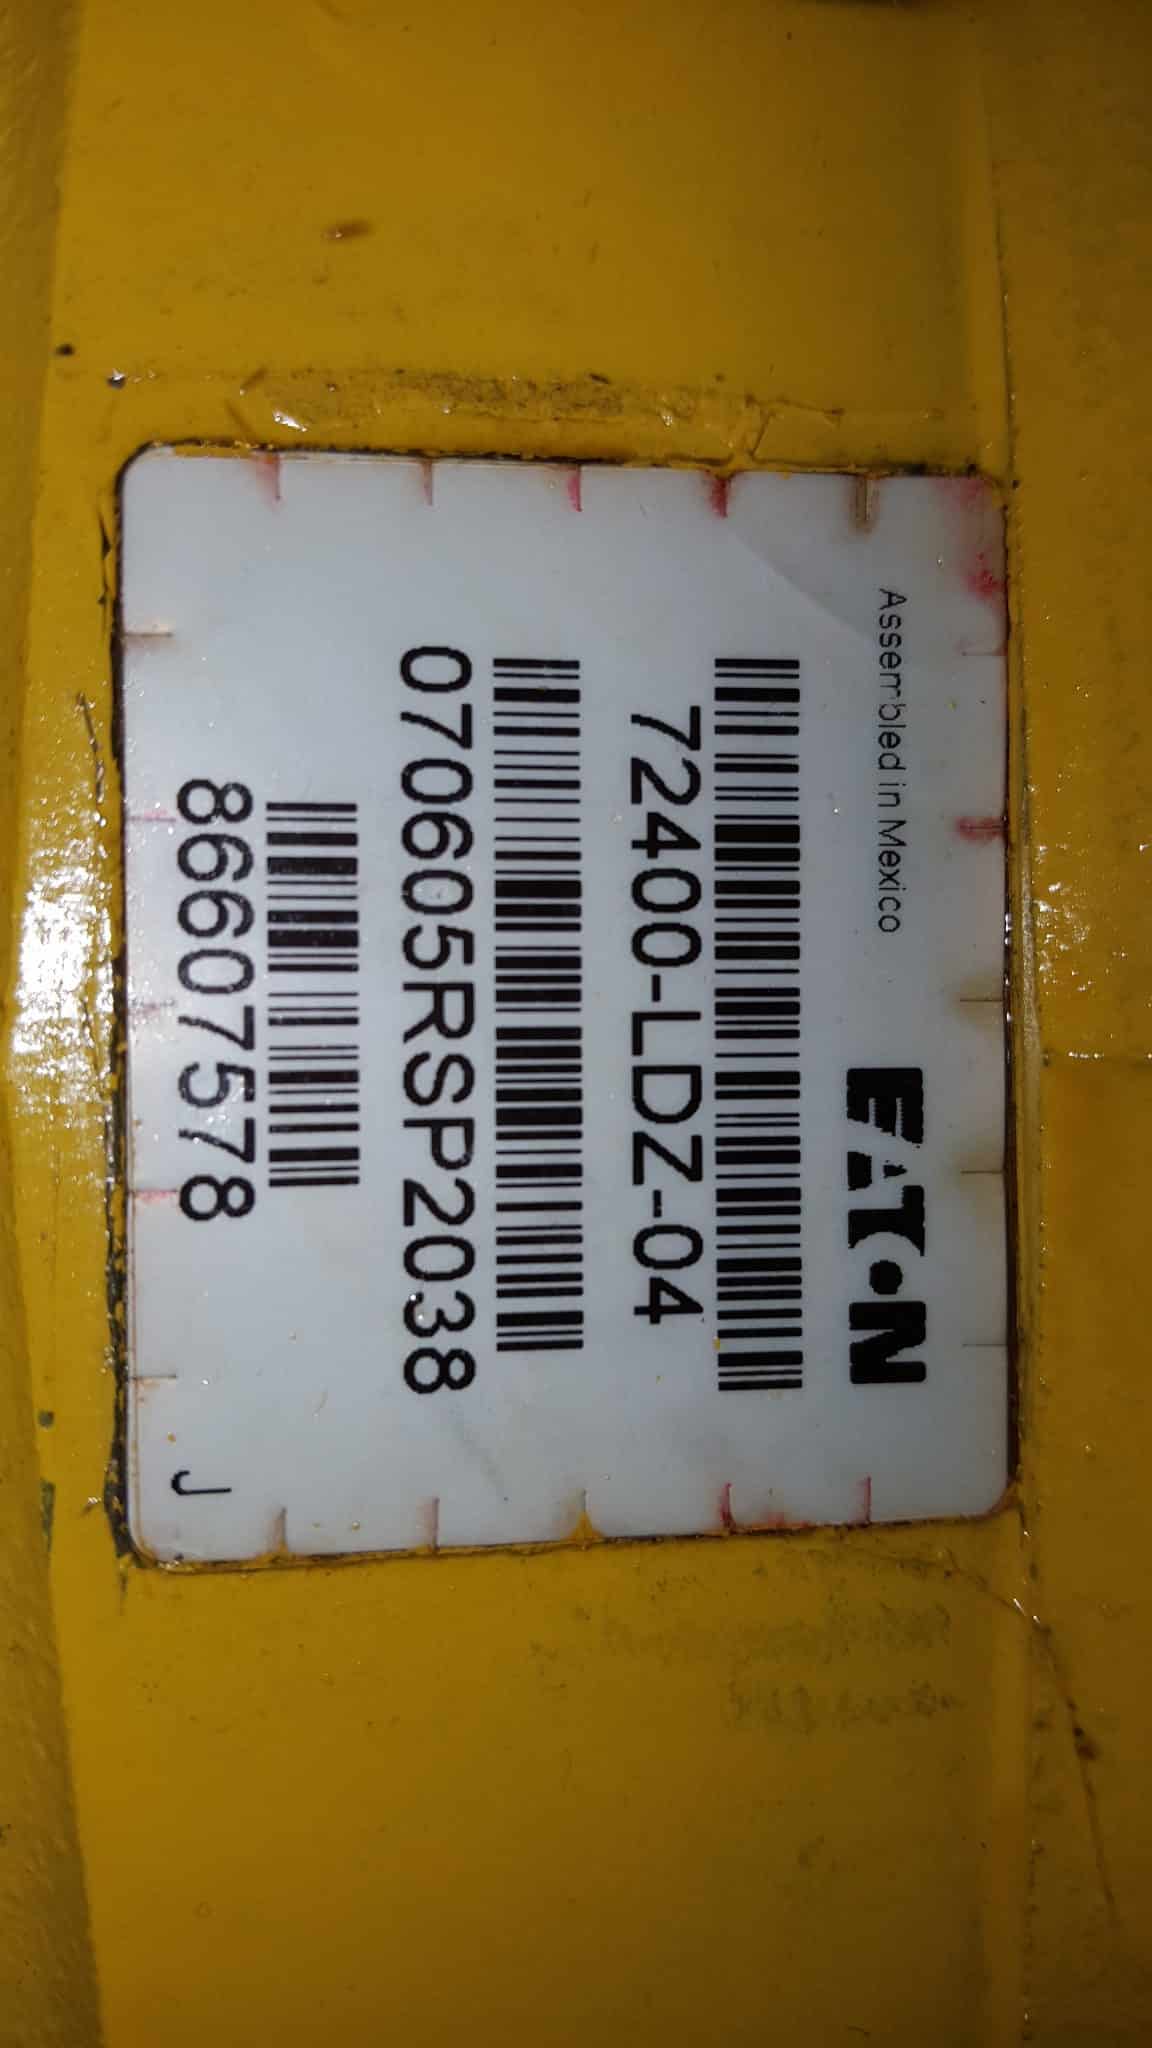 Assembled in Mexico
EATON
72400-LDZ-04
070605RSP2038
86607578
J